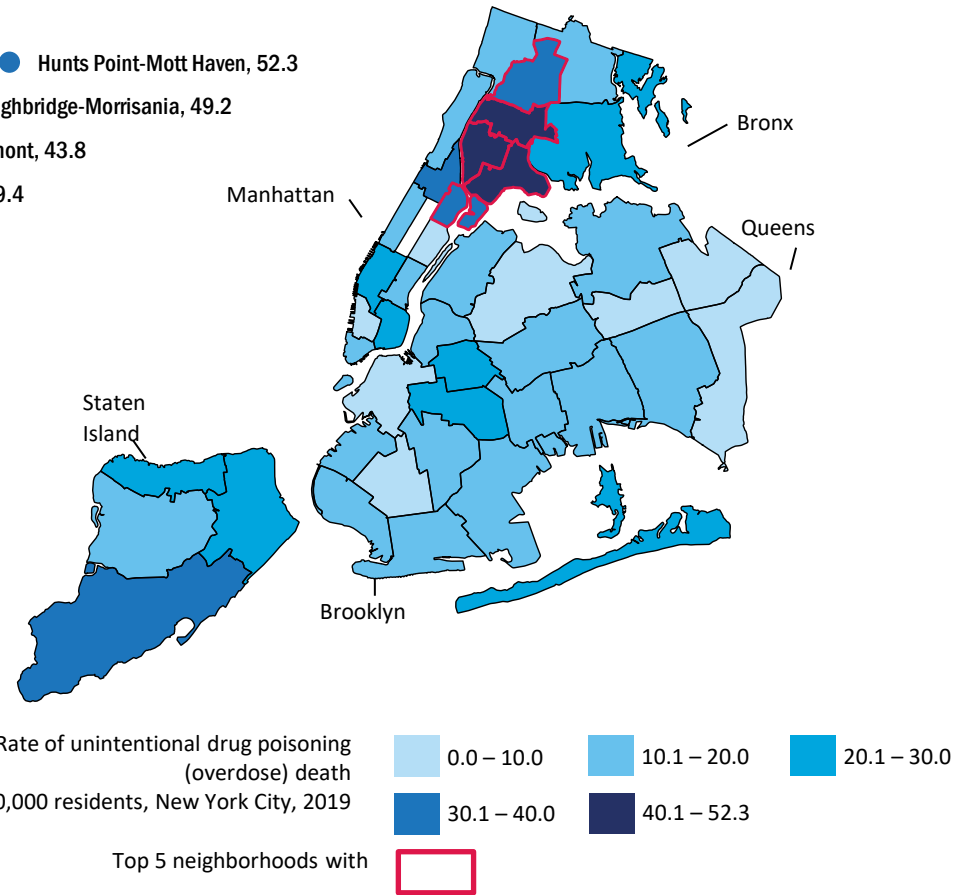 Hunts Point-Mott Haven, 52.3
ghbridge-Morrisania, 49.2
mont, 43.8
9.4
Bronx
Manhattan
Queens
Staten
Island
Brooklyn
Rate of unintentional drug poisoning
(overdose) death
0,000 residents, New York City, 2019
0.0 – 10.0
10.1 – 20.0
20.1 – 30.0
30.1 – 40.0
40.1 – 52.3
Top 5 neighborhoods with